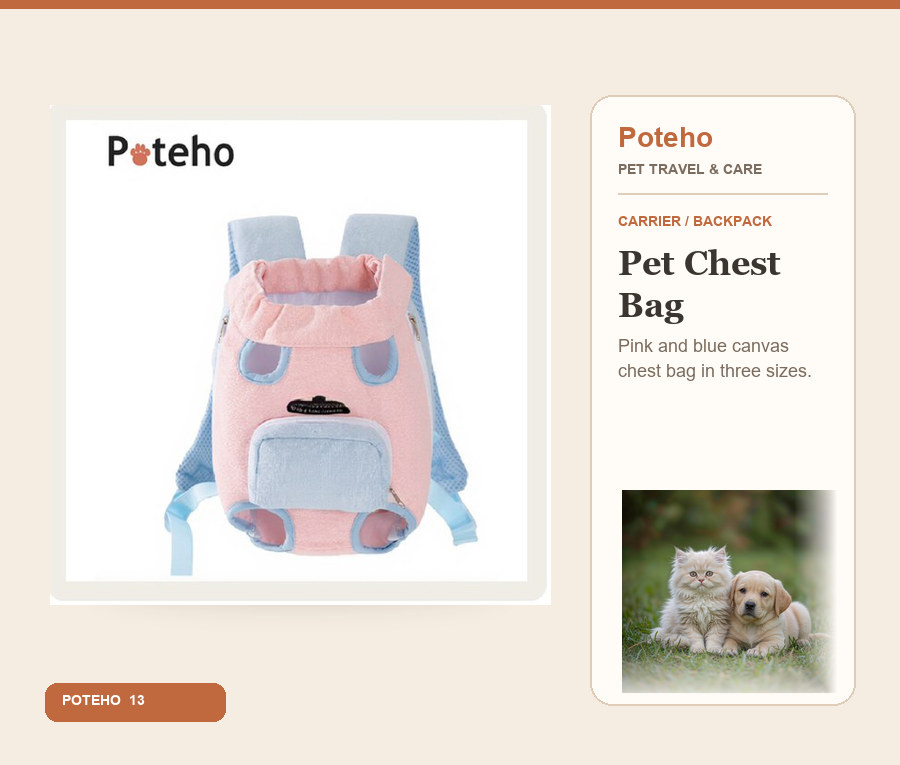 Poteho
Poteho
PET TRAVEL & CARE
CARRIER / BACKPACK
Pet Chest
Bag
Pink and blue canvas
chest bag in three sizes.
POTEHO 13